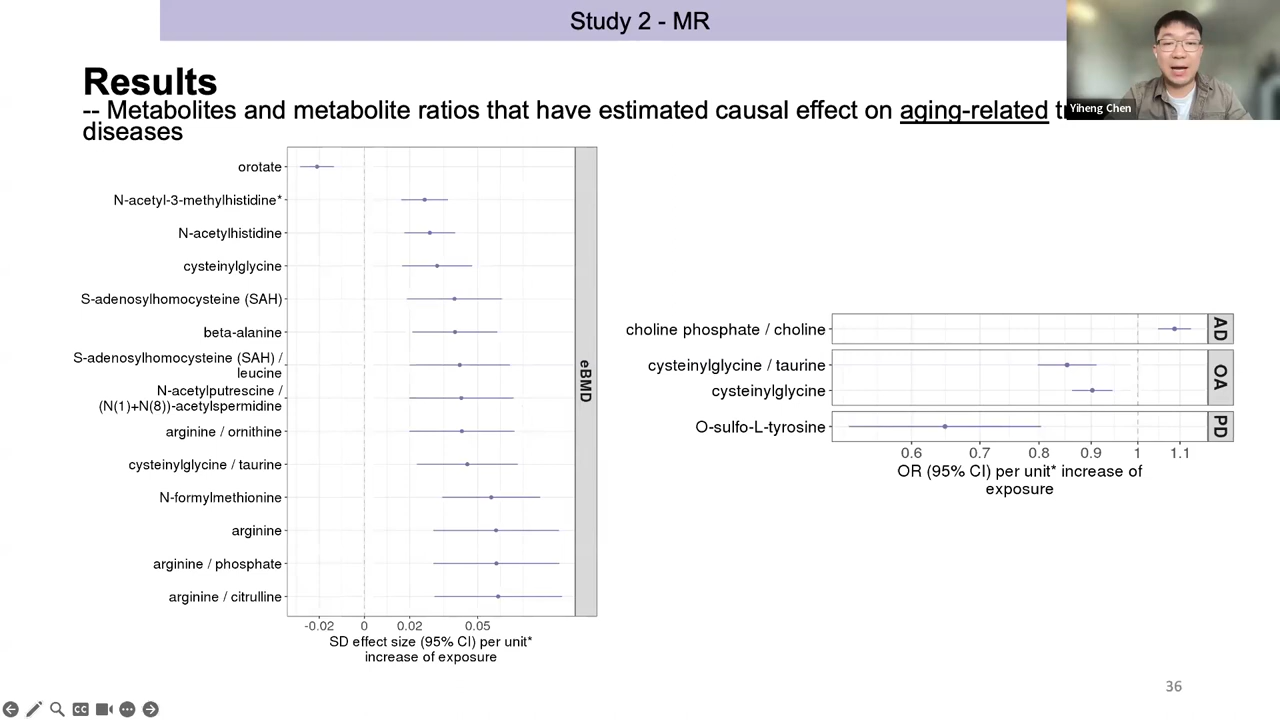 Study 2 - MR
Yiheng Chen
Results
-- Metabolites and metabolite ratios that have estimated causal effect on aging-related
diseases
orotate
N-acetyl-3-methylhistidine*
N-acetylhistidine
cysteinylglycine
S-adenosylhomocysteine (SAH)
beta-alanine
S-adenosylhomocysteine (SAH) /
leucine
N-acetylputrescine /
(N(1)+N(8))-acetylspermidine
arginine / ornithine
cysteinylglycine / taurine
N-formylmethionine
arginine
arginine / phosphate
arginine / citrulline
eBMD
-0.02 0 0.02 0.05
SD effect size (95% CI) per unit*
increase of exposure
choline phosphate / choline
AD
cysteinylglycine / taurine
cysteinylglycine
OA
O-sulfo-L-tyrosine
PD
0.6 0.7 0.8 0.9 1 1.1
OR (95% CI) per unit* increase of
exposure
36
CC